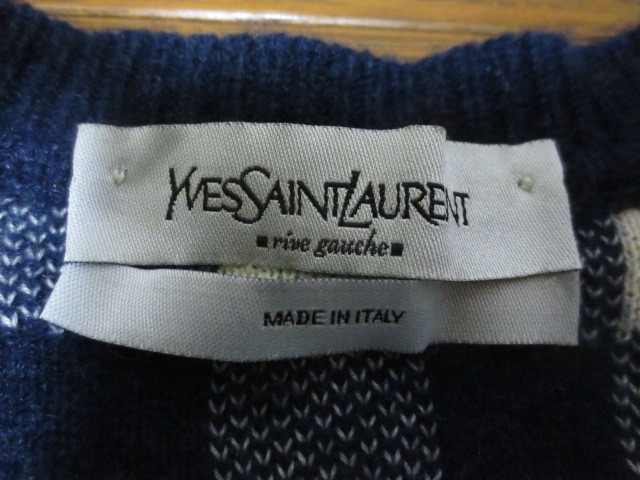 YVESSAINTLAURENT
rive gauche
MADE IN ITALY